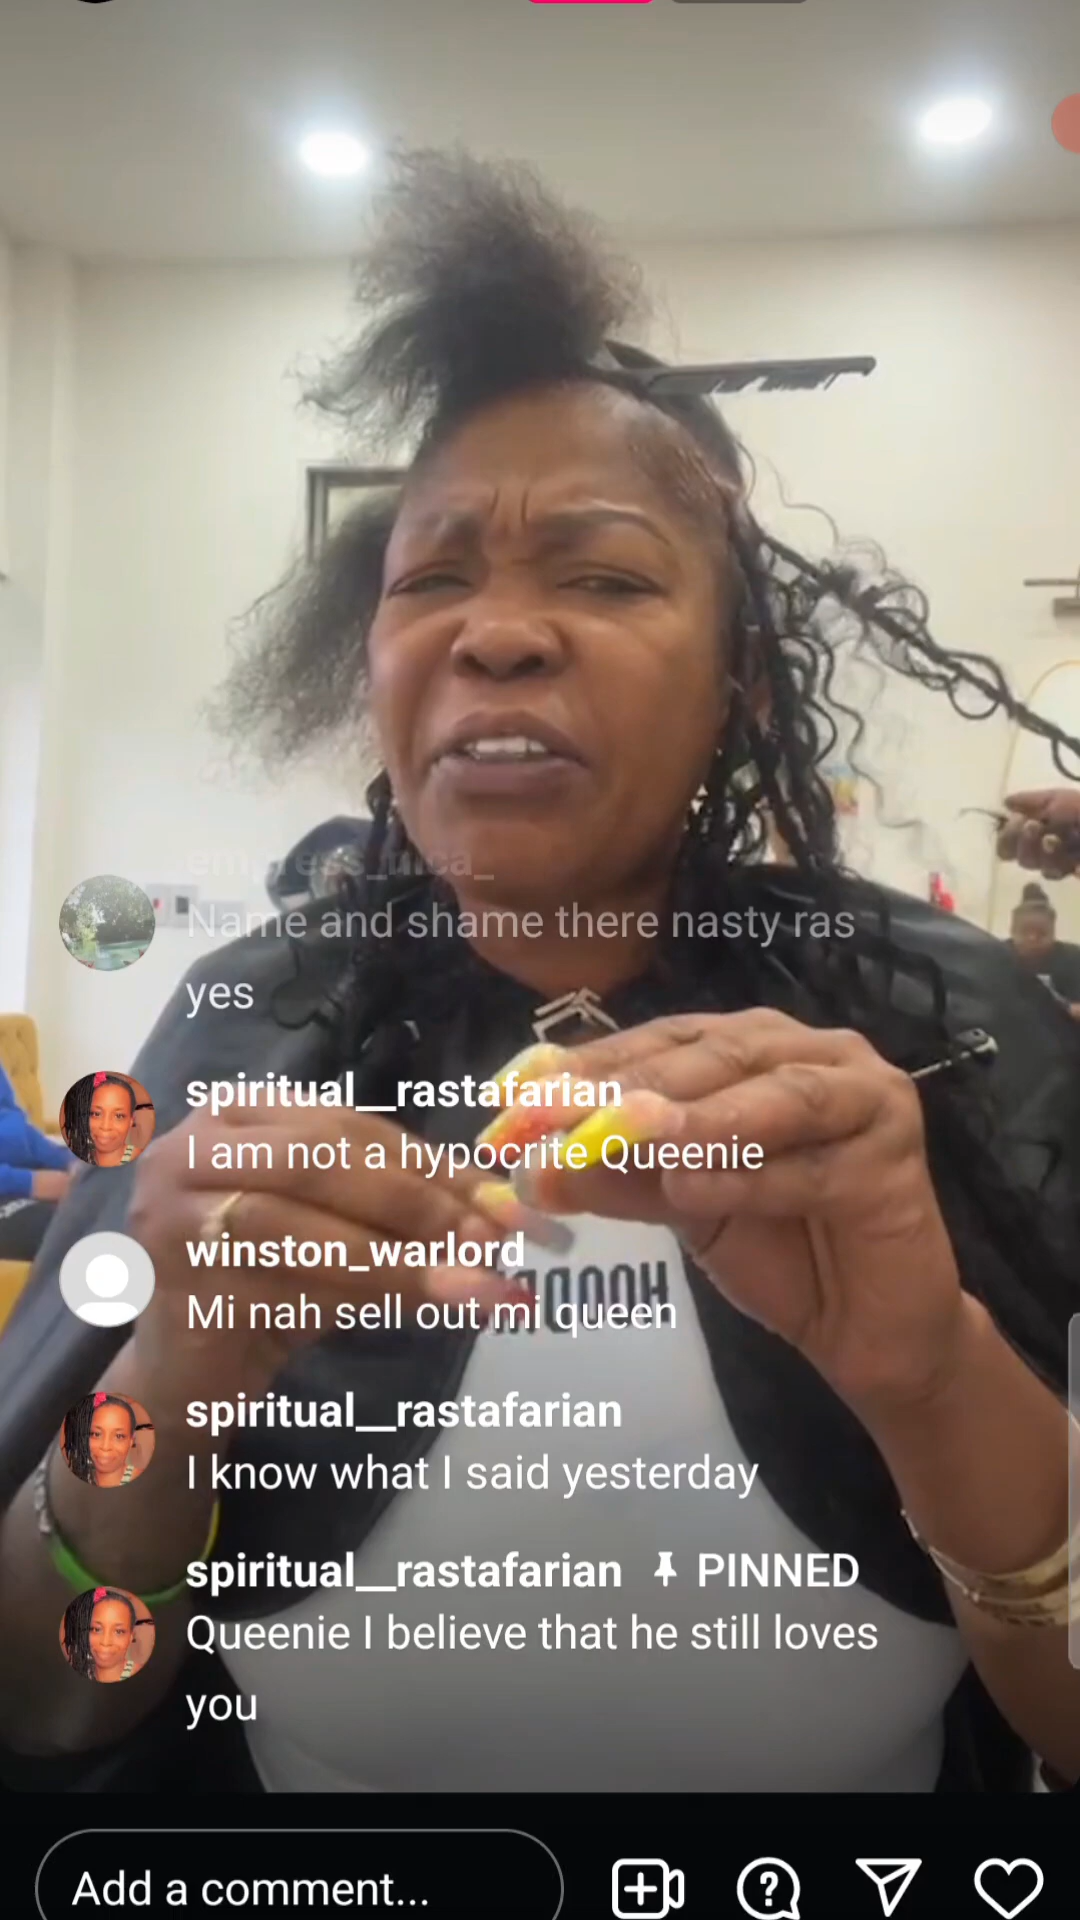 Name and shame there nasty ras
yes
spiritual__rastafarian
I am not a hypocrite Queenie
winston_warlord
Mi nah sell out mi queen
spiritual__rastafarian
I know what I said yesterday
spiritual__rastafarian PINNED
Queenie I believe that he still loves
you
Add a comment...